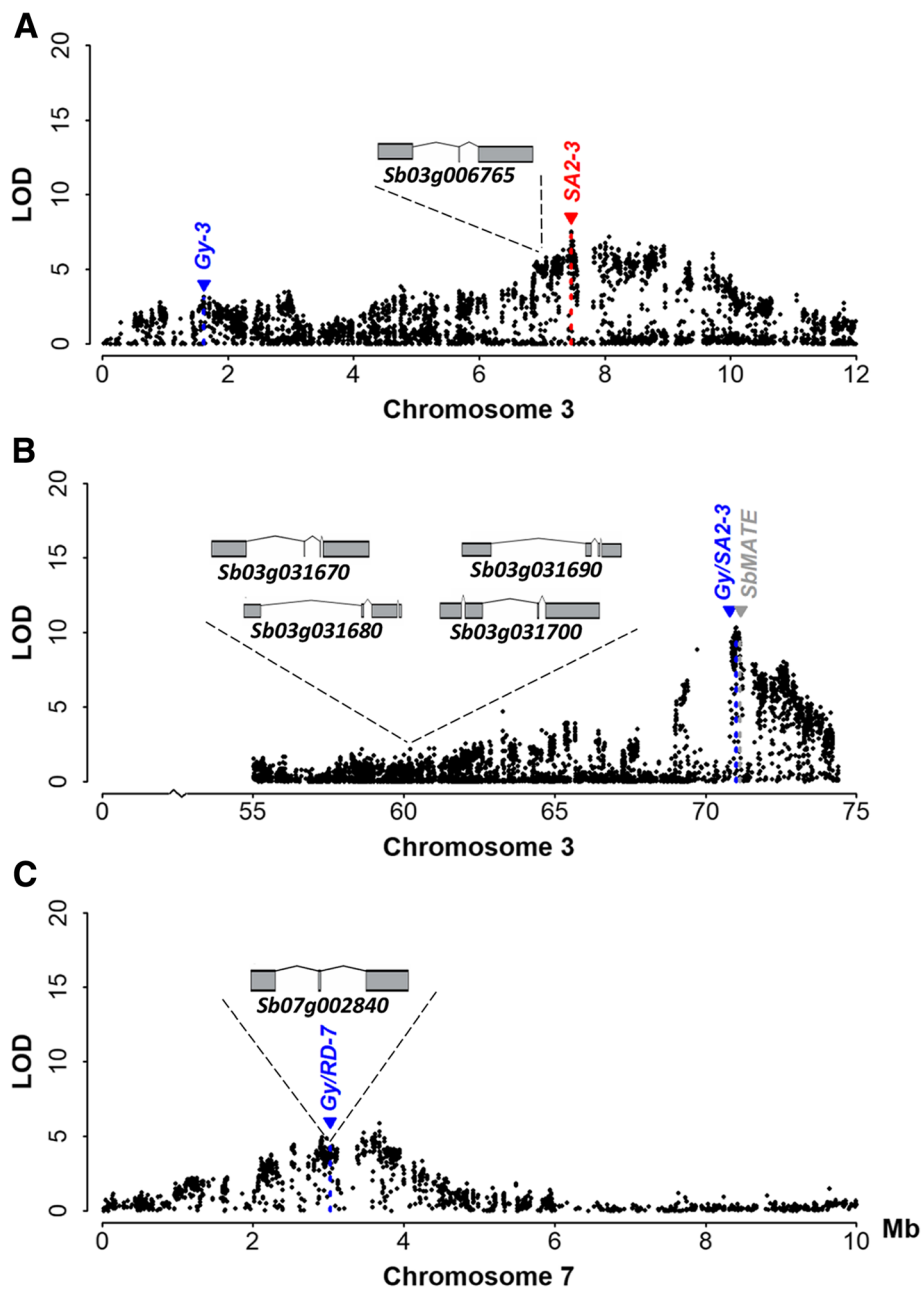 A
LOD
20
15
10
5
0
Sb03g006765
Gy-3
SA2-3
0 2 4 6 8 10 12
Chromosome 3
B
LOD
20
15
10
5
0
Gy/SA2-3
SbMATE
Sb03g031670 Sb03g031690
Sb03g031680 Sb03g031700
0 55 60 65 70 75
Chromosome 3
C
LOD
20
15
10
5
0
Sb07g002840
Gy/RD-7
0 2 4 6 8 10 Mb
Chromosome 7